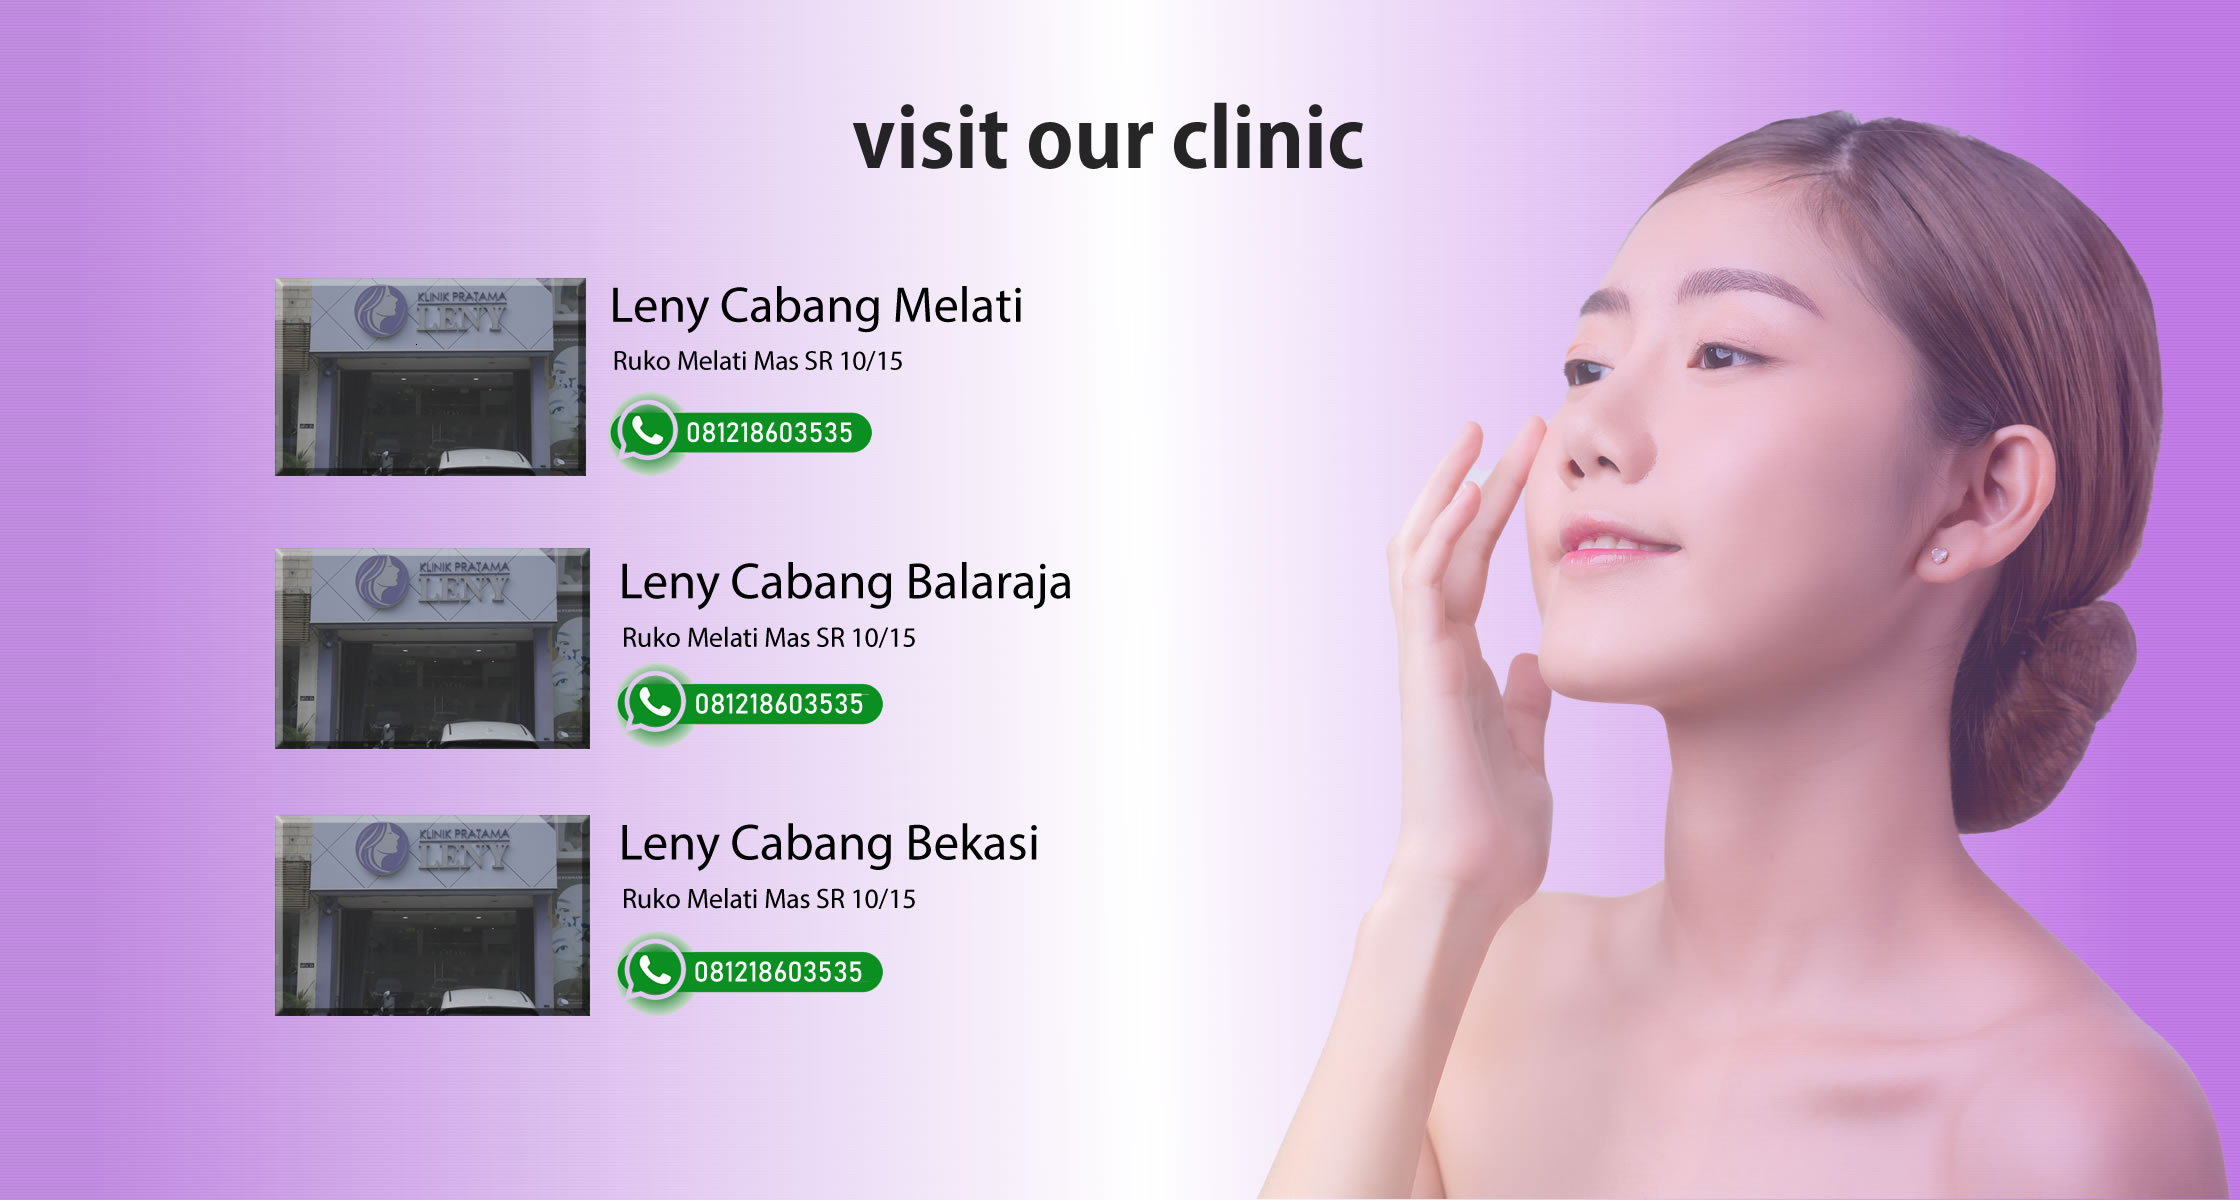 visit our clinic
KLINIK PRATAMA
LENY
Leny Cabang Melati
Ruko Melati Mas SR 10/15
081218603535
KLINIK PRATAMA
LENY
Leny Cabang Balaraja
Ruko Melati Mas SR 10/15
081218603535
KLINIK PRATAMA
LENY
Leny Cabang Bekasi
Ruko Melati Mas SR 10/15
081218603535